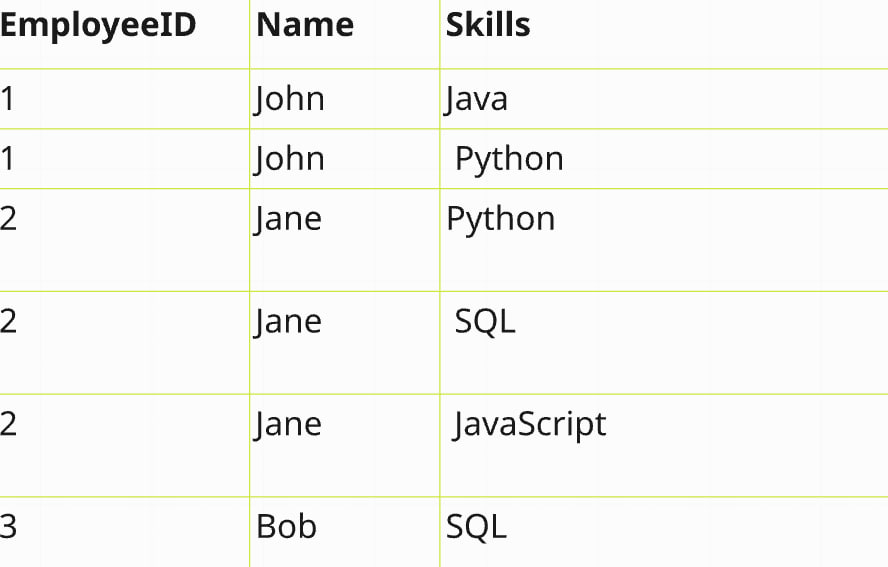 EmployeeID Name Skills
1 John Java
1 John Python
2 Jane Python
2 Jane SQL
2 Jane JavaScript
3 Bob SQL